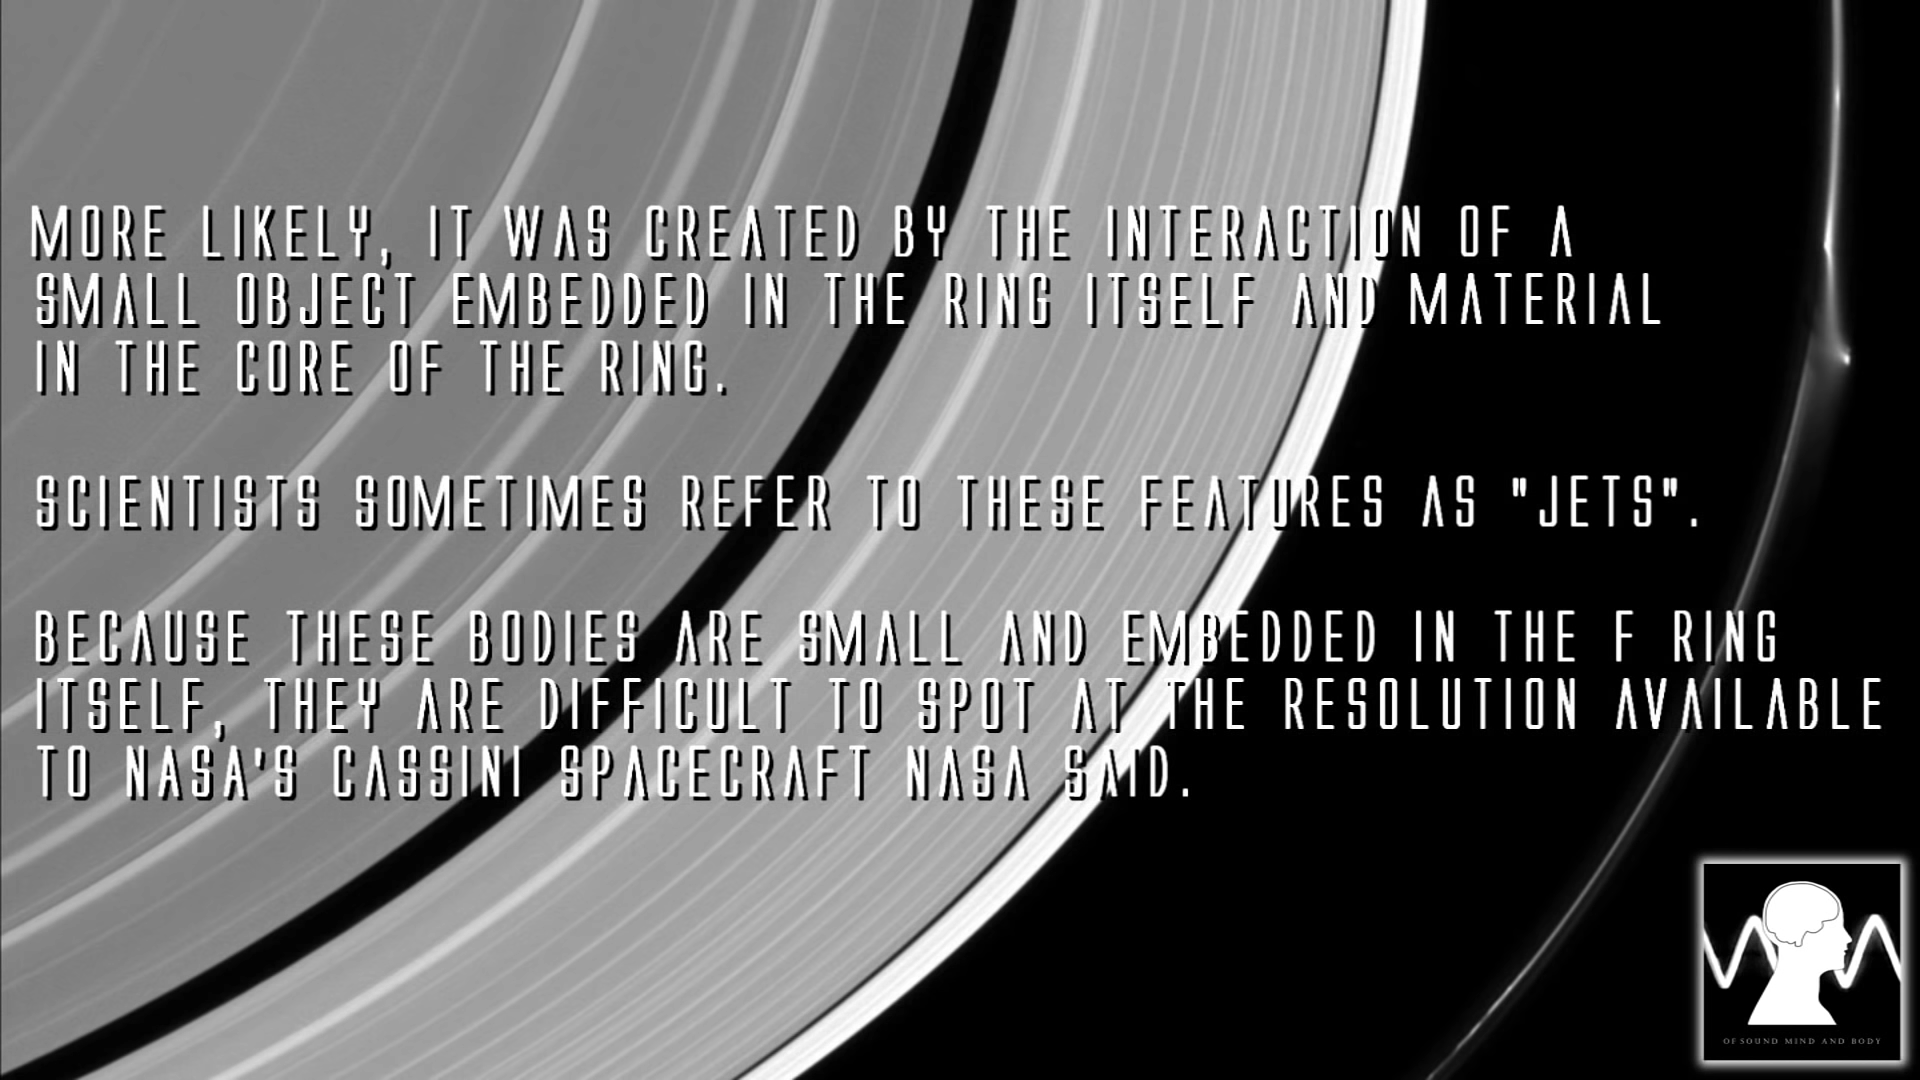 MORE LIKELY, IT WAS CREATED BY THE INTERACTION OF A
SMALL OBJECT EMBEDDED IN THE RING ITSELF AND MATERIAL
IN THE CORE OF THE RING.
SCIENTISTS SOMETIMES REFER TO THESE FEATURES AS "JETS".
BECAUSE THESE BODIES ARE SMALL AND EMBEDDED IN THE F RING
ITSELF, THEY ARE DIFFICULT TO SPOT AT THE RESOLUTION AVAILABLE
TO NASA'S CASSINI SPACECRAFT NASA SAID.
OF SOUND MIND AND BODY